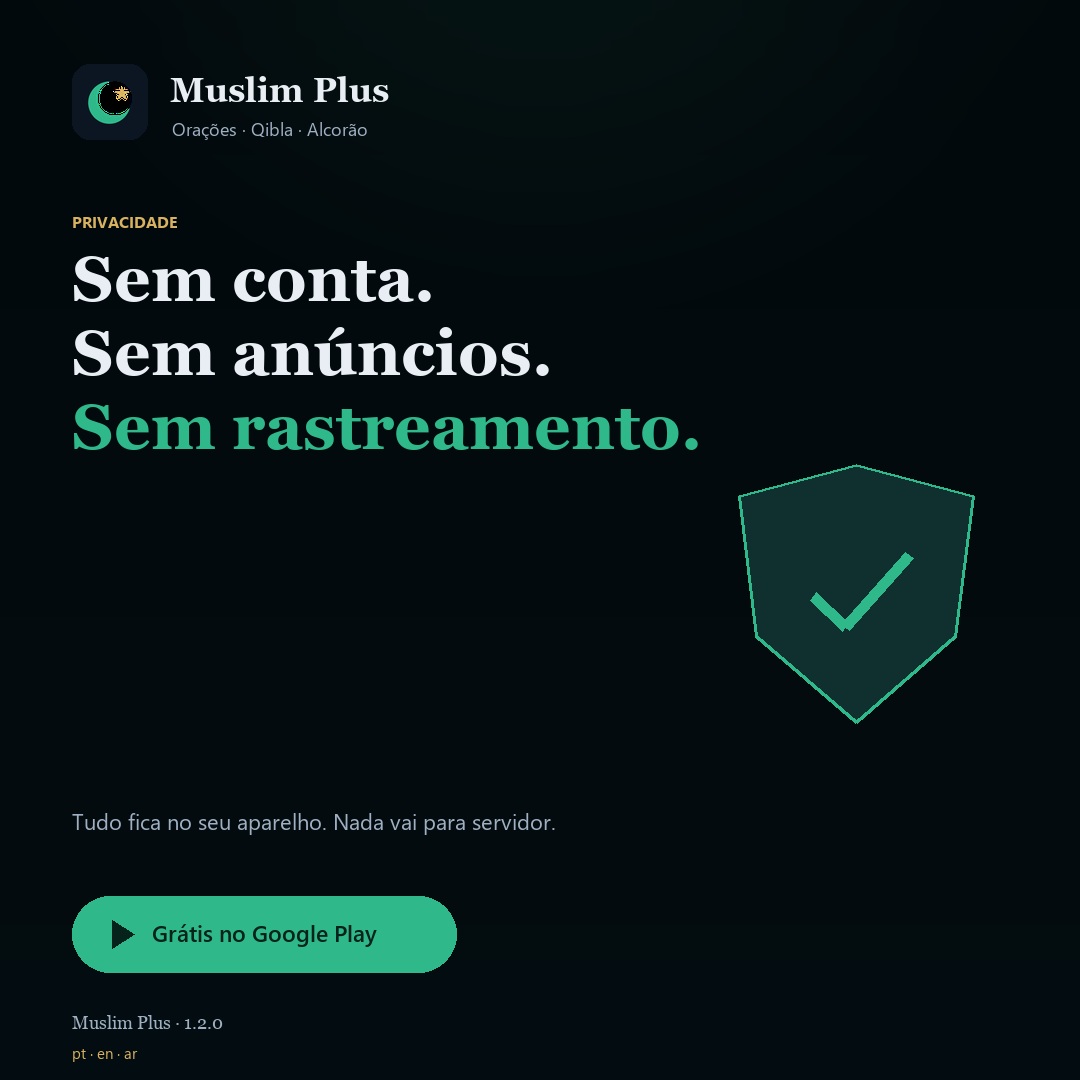 Muslim Plus
Orações · Qibla · Alcorão
PRIVACIDADE
Sem conta.
Sem anúncios.
Sem rastreamento.
Tudo fica no seu aparelho. Nada vai para servidor.
Grátis no Google Play
Muslim Plus · 1.2.0
pt · en · ar